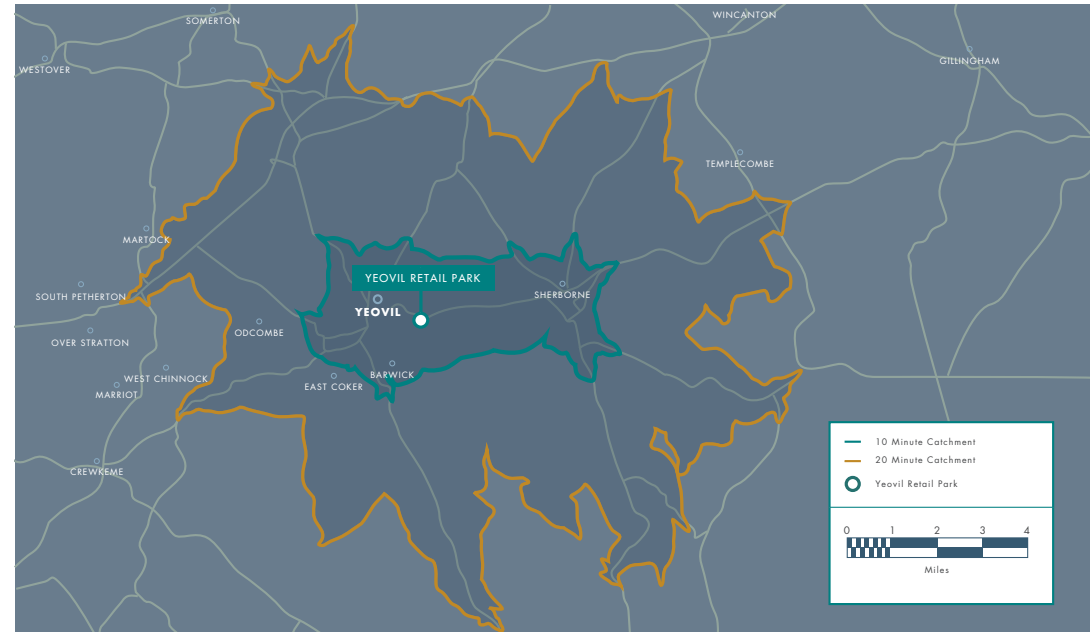 SOMERTON
WINCANTON
WESTOVER
GILLINGHAM
TEMPLECOMBE
MARTOCK
YEOVIL RETAIL PARK
SOUTH PETHERTON
SHERBORNE
YEOVIL
ODCOMBE
OVER STRATTON
BARWICK
WEST CHINNOCK
EAST COKER
MARRIOT
CREWKEME
10 Minute Catchment
20 Minute Catchment
Yeovil Retail Park
0 1 2 3 4
Miles